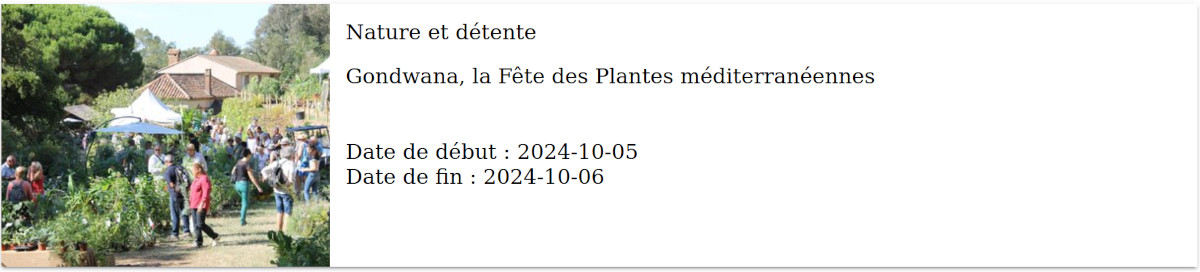 Nature et détente
Gondwana, la Fête des Plantes méditerranéennes
Date de début : 2024-10-05
Date de fin : 2024-10-06